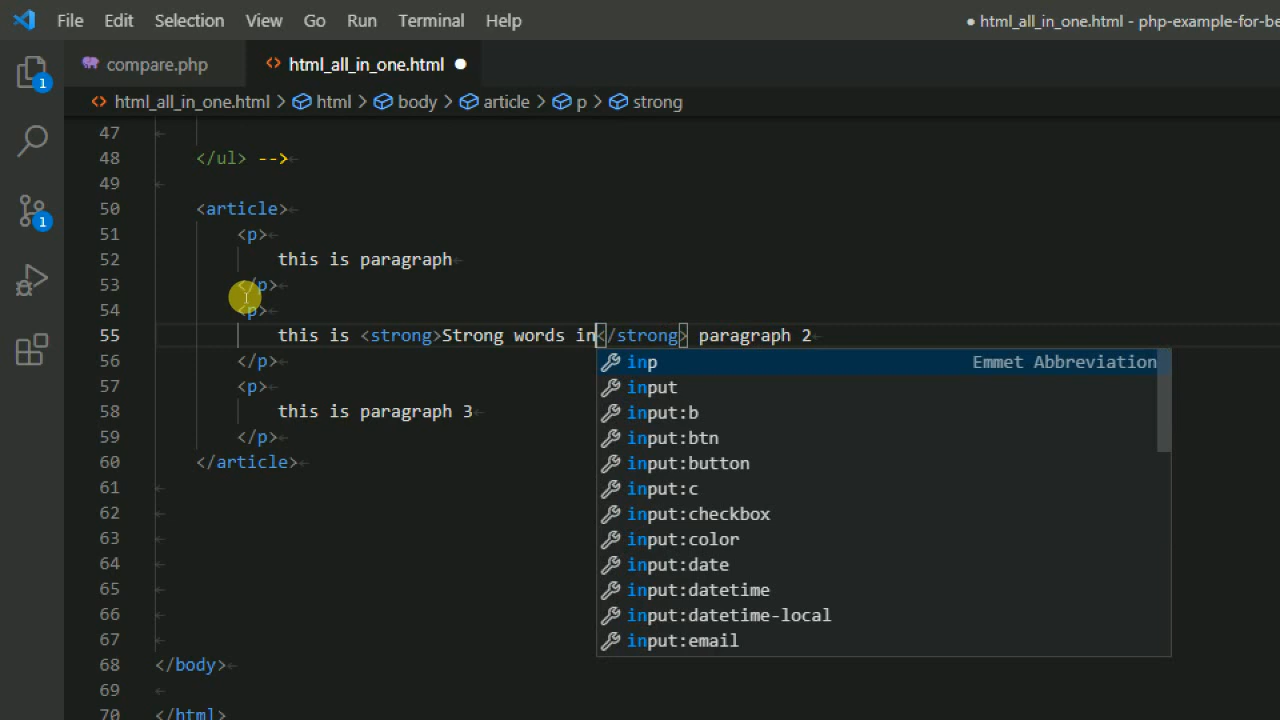 File Edit Selection View Go Run Terminal Help ● html_all_in_one.html - php-example-for-be
compare.php html_all_in_one.html ●
html_all_in_one.html > html > body > article > p > strong
1
1
47
48 </ul> -->
49
50 <article>
51 <p>
52 this is paragraph
53 </p>
54 <p>
55 this is <strong>Strong words in</strong> paragraph 2
56 </p>
57 <p>
58 this is paragraph 3
59 </p>
60 </article>
61
62
63
64
65
66
67
68 </body>
69
70 </html>
inp Emmet Abbreviation
input
input:b
input:btn
input:button
input:c
input:checkbox
input:color
input:date
input:datetime
input:datetime-local
input:email